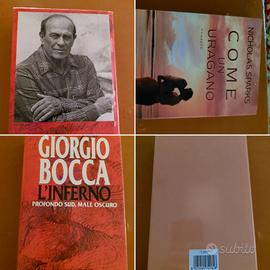 NICHOLAS SPARKS
COME
UN
URAGANO
GIORGIO
BOCCA
L'INFERNO
PROFONDO SUD, MALE OSCURO
subito